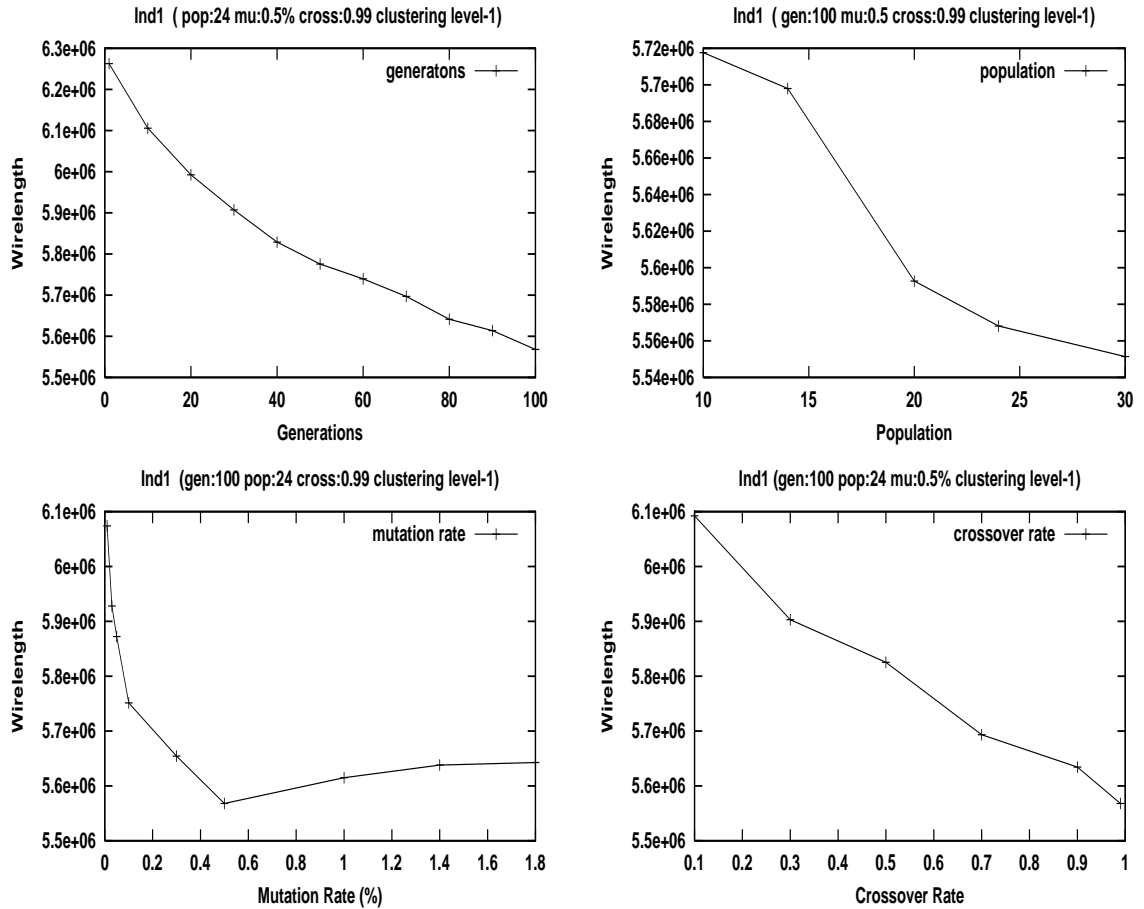 Ind1 ( pop:24 mu:0.5% cross:0.99 clustering level-1)
generatons
6.3e+06
6.2e+06
6.1e+06
6e+06
5.9e+06
5.8e+06
5.7e+06
5.6e+06
5.5e+06
Wirelength
0 20 40 60 80 100
Generations
Ind1 ( gen:100 mu:0.5 cross:0.99 clustering level-1)
population
5.72e+06
5.7e+06
5.68e+06
5.66e+06
5.64e+06
5.62e+06
5.6e+06
5.58e+06
5.56e+06
5.54e+06
Wirelength
10 15 20 25 30
Population
Ind1 (gen:100 pop:24 cross:0.99 clustering level-1)
mutation rate
6.1e+06
6e+06
5.9e+06
5.8e+06
5.7e+06
5.6e+06
5.5e+06
Wirelength
0 0.2 0.4 0.6 0.8 1 1.2 1.4 1.6 1.8
Mutation Rate (%)
Ind1 (gen:100 pop:24 mu:0.5% clustering level-1)
crossover rate
6.1e+06
6e+06
5.9e+06
5.8e+06
5.7e+06
5.6e+06
5.5e+06
Wirelength
0.1 0.2 0.3 0.4 0.5 0.6 0.7 0.8 0.9 1
Crossover Rate